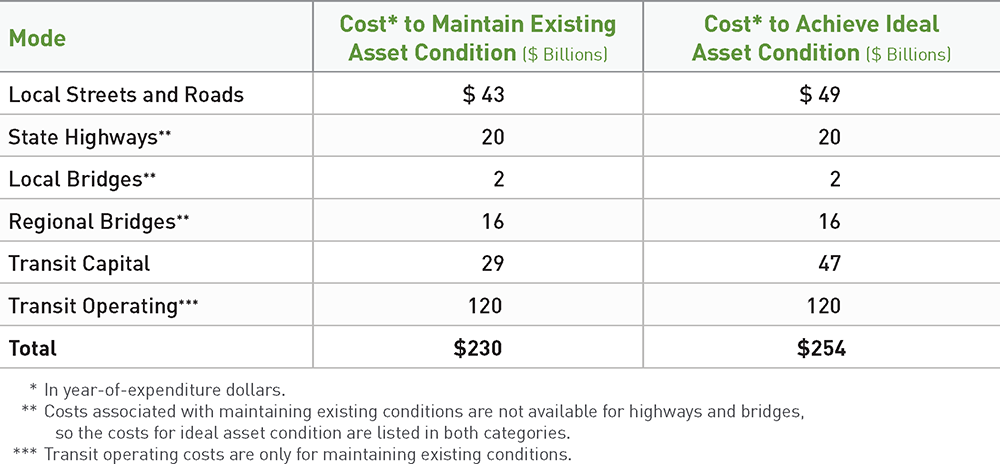 Mode
Cost* to Maintain Existing
Asset Condition ($ Billions)
Cost* to Achieve Ideal
Asset Condition ($ Billions)
Local Streets and Roads $ 43 $ 49
State Highways** 20 20
Local Bridges** 2 2
Regional Bridges** 16 16
Transit Capital 29 47
Transit Operating*** 120 120
Total $230 $254
* In year-of-expenditure dollars.
** Costs associated with maintaining existing conditions are not available for highways and bridges,
so the costs for ideal asset condition are listed in both categories.
*** Transit operating costs are only for maintaining existing conditions.